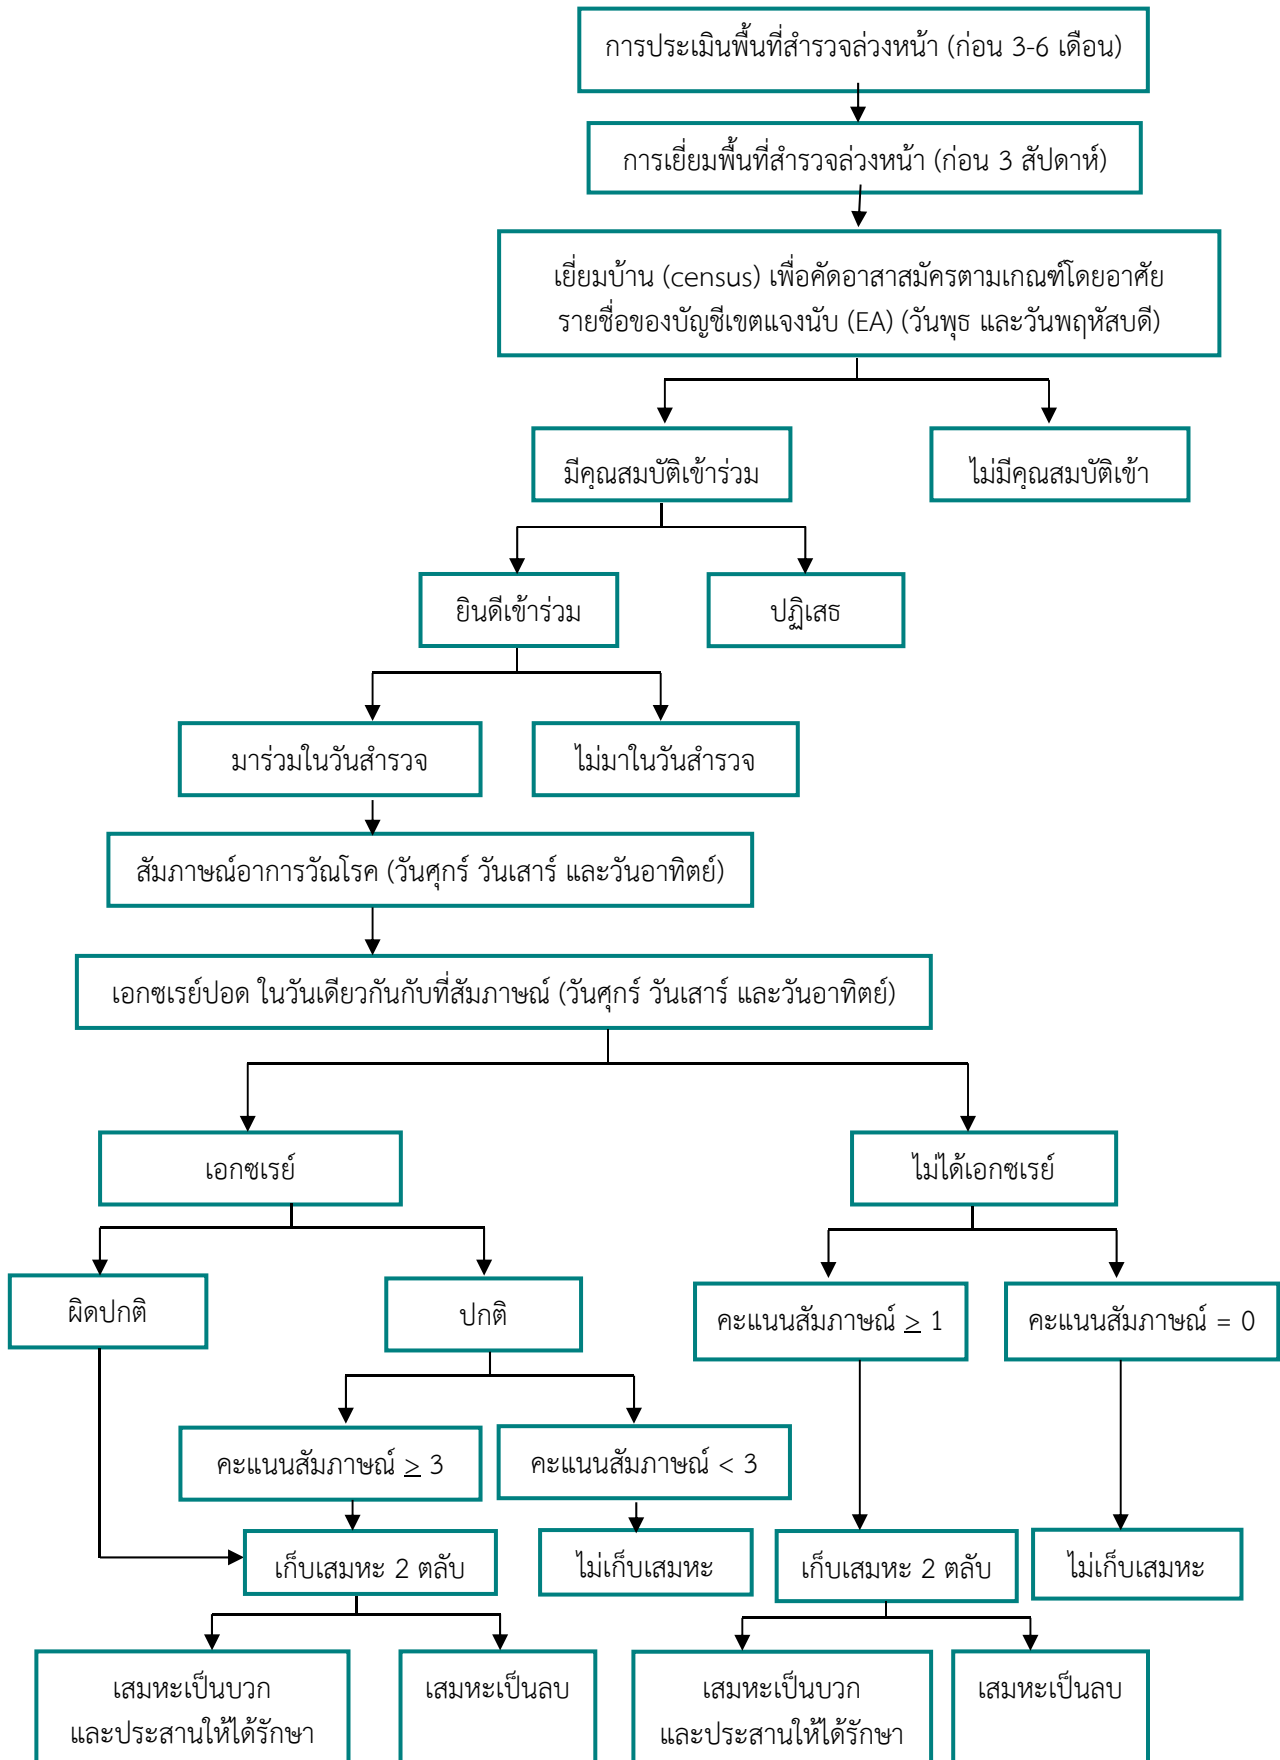 การประเมินพื้นที่สำรวจล่วงหน้า (ก่อน 3-6 เดือน)
การเยี่ยมพื้นที่สำรวจล่วงหน้า (ก่อน 3 สัปดาห์)
เยี่ยมบ้าน (census) เพื่อคัดอาสาสมัครตามเกณฑ์โดยอาศัย
รายชื่อของบัญชีเขตแจงนับ (EA) (วันพุธ และวันพฤหัสบดี)
มีคุณสมบัติเข้าร่วม
ไม่มีคุณสมบัติเข้า
ยินดีเข้าร่วม
ปฏิเสธ
มาร่วมในวันสำรวจ
ไม่มาในวันสำรวจ
สัมภาษณ์อาการวัณโรค (วันศุกร์ วันเสาร์ และวันอาทิตย์)
เอกซเรย์ปอด ในวันเดียวกันกับที่สัมภาษณ์ (วันศุกร์ วันเสาร์ และวันอาทิตย์)
เอกซเรย์
ไม่ได้เอกซเรย์
ผิดปกติ
ปกติ
คะแนนสัมภาษณ์ ≥ 1
คะแนนสัมภาษณ์ = 0
คะแนนสัมภาษณ์ ≥ 3
คะแนนสัมภาษณ์ < 3
เก็บเสมหะ 2 ตลับ
ไม่เก็บเสมหะ
เก็บเสมหะ 2 ตลับ
ไม่เก็บเสมหะ
เสมหะเป็นบวก
และประสานให้ได้รักษา
เสมหะเป็นลบ
เสมหะเป็นบวก
และประสานให้ได้รักษา
เสมหะเป็นลบ